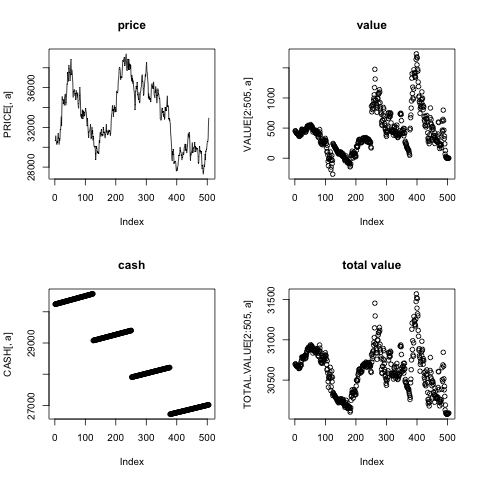 price
value
PRICE[, a]
28000 32000 36000
0 100 200 300 400 500
Index
VALUE[2:505, a]
0 500 1000
0 100 200 300 400 500
Index
cash
total value
CASH[, a]
27000 29000
0 100 200 300 400 500
Index
TOTAL.VALUE[2:505, a]
30500 31000 31500
0 100 200 300 400 500
Index